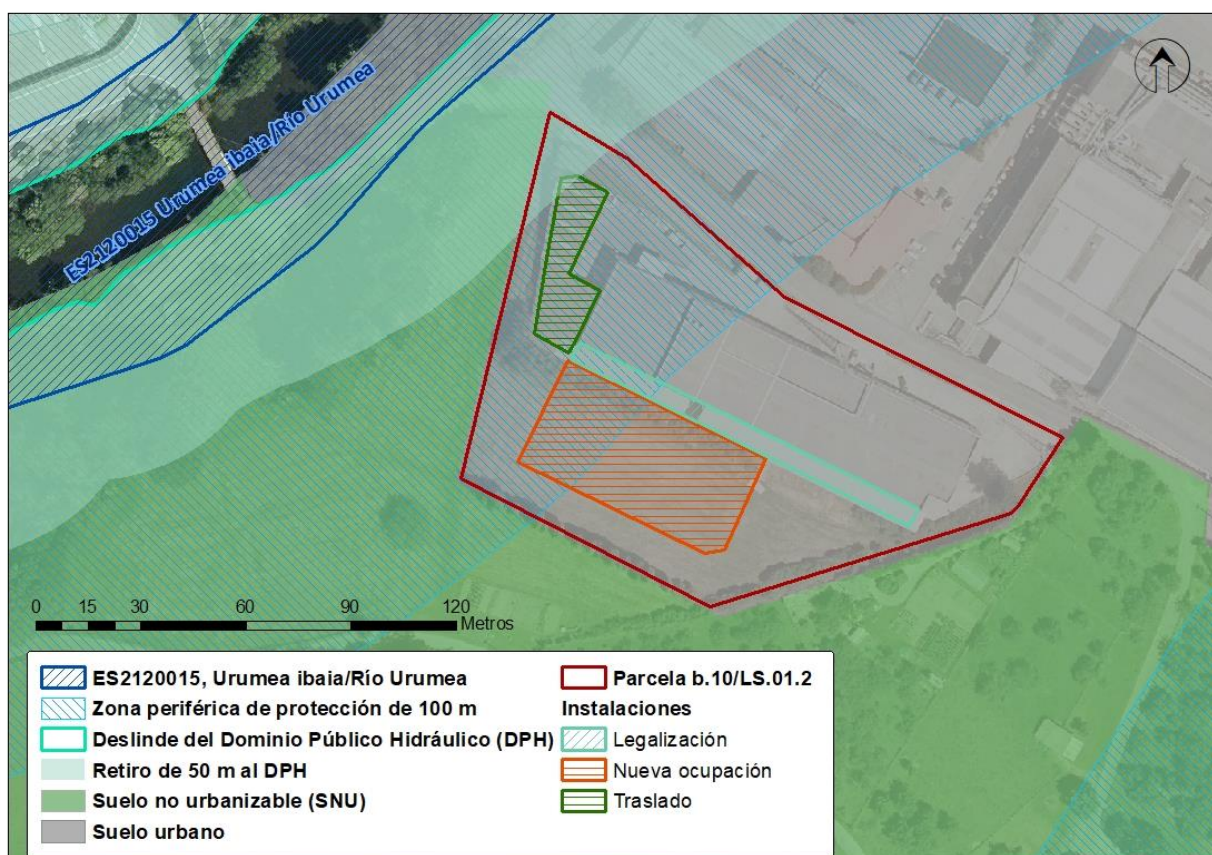 ES2120015 Urumea ibaia/Río Urumea
0 15 30 60 90 120
Metros
ES2120015, Urumea ibaia/Río Urumea
Zona periférica de protección de 100 m
Deslinde del Dominio Público Hidráulico (DPH)
Retiro de 50 m al DPH
Suelo no urbanizable (SNU)
Suelo urbano
Parcela b.10/LS.01.2
Instalaciones
Legalización
Nueva ocupación
Traslado